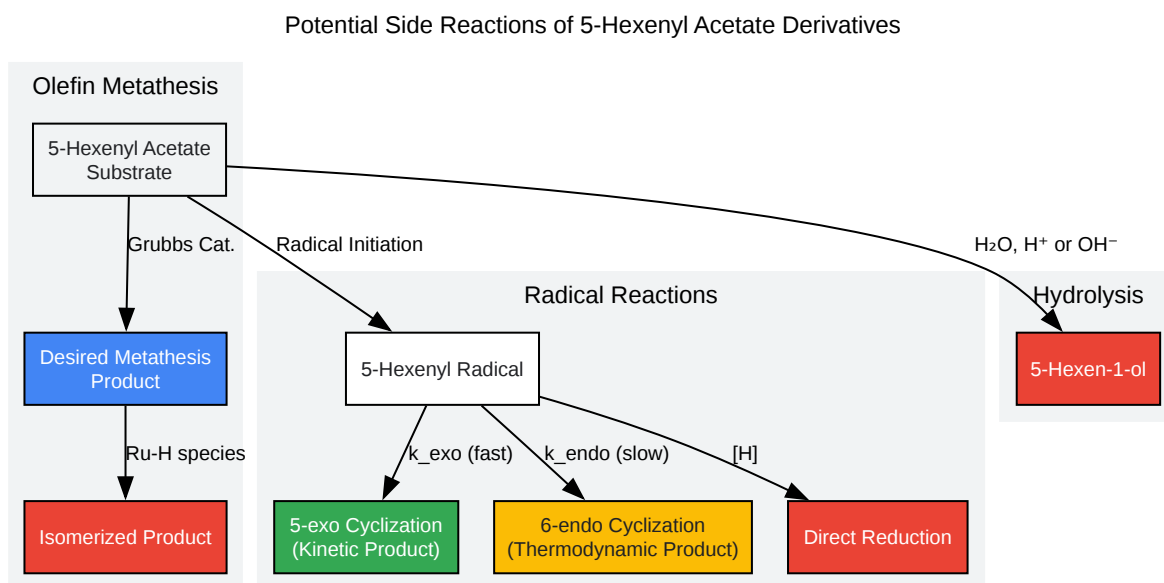 Potential Side Reactions of 5-Hexenyl Acetate Derivatives
Olefin Metathesis
5-Hexenyl Acetate
Substrate
Grubbs Cat.
Radical Initiation
H₂O, H⁺ or OH⁻
Radical Reactions
Hydrolysis
Desired Metathesis
Product
5-Hexenyl Radical
5-Hexen-1-ol
Ru-H species
k_exo (fast)
k_endo (slow)
[H]
Isomerized Product
5-exo Cyclization
(Kinetic Product)
6-endo Cyclization
(Thermodynamic Product)
Direct Reduction